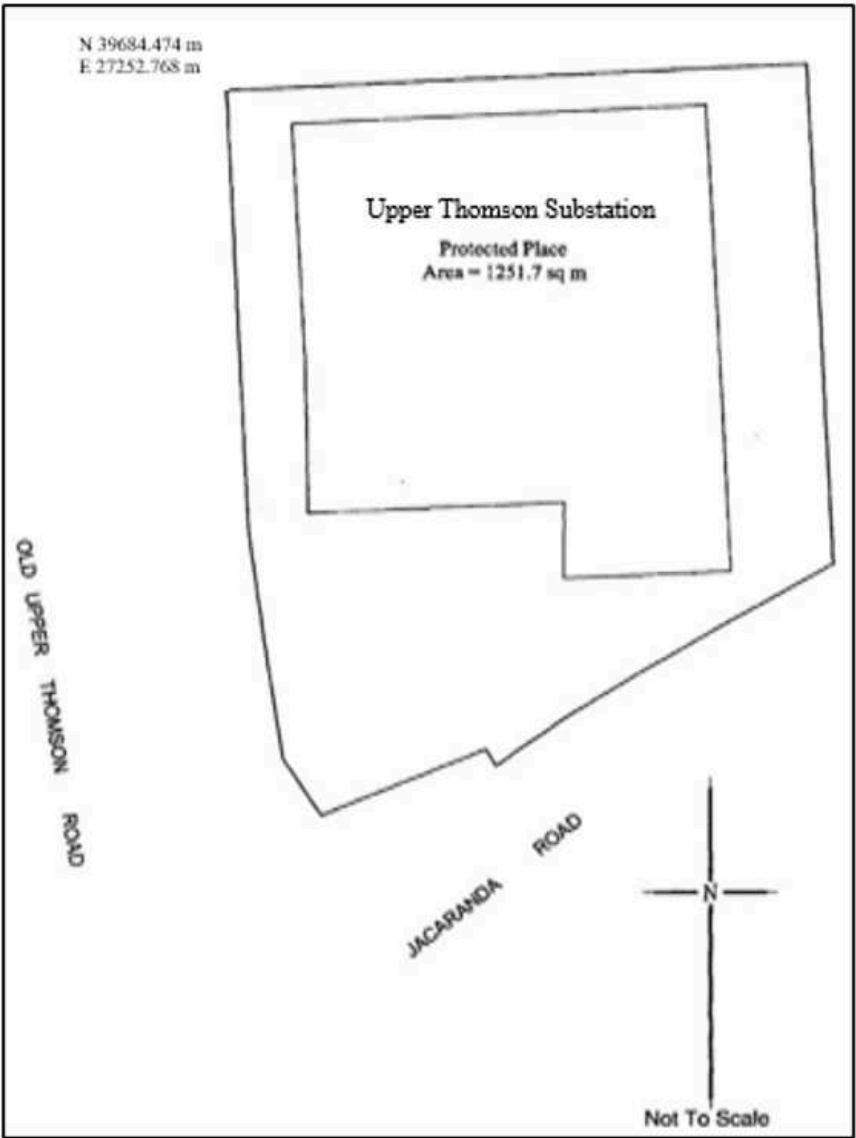 N 39684.474 m
E 27252.768 m
Upper Thomson Substation
Protected Place
Area = 1251.7 sq m
OLD UPPER THOMSON ROAD
JACARANDA ROAD
N
Not To Scale